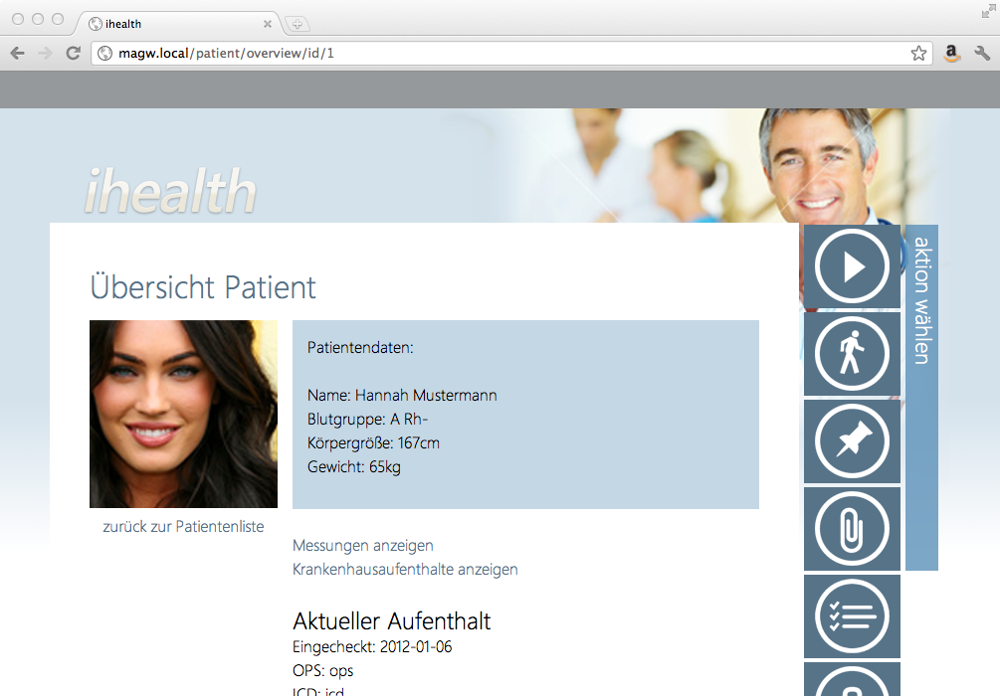 ihealth
magw.local/patient/overview/id/1
ihealth
aktion wählen
Übersicht Patient
Patientendaten:
Name: Hannah Mustermann
Blutgruppe: A Rh-
Körpergröße: 167cm
Gewicht: 65kg
zurück zur Patientenliste
Messungen anzeigen
Krankenhausaufenthalte anzeigen
Aktueller Aufenthalt
Eingecheckt: 2012-01-06
OPS: ops
ICD: icd